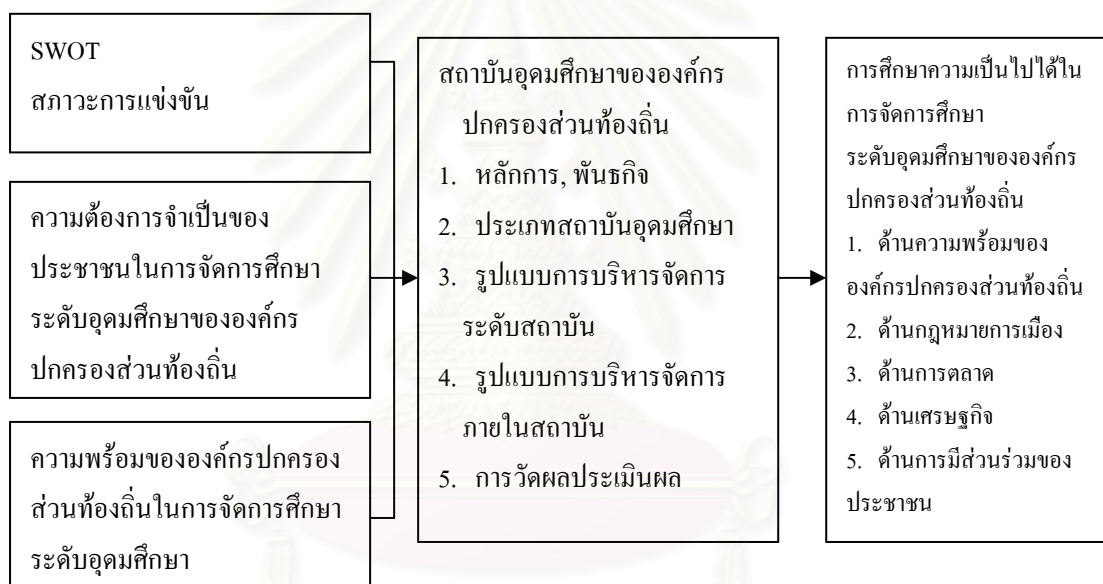 SWOT
สภาวะการแข่งขัน
ความต้องการจำเป็นของ
ประชาชนในการจัดการศึกษา
ระดับอุดมศึกษาขององค์กร
ปกครองส่วนท้องถิ่น
ความพร้อมขององค์กรปกครอง
ส่วนท้องถิ่นในการจัดการศึกษา
ระดับอุดมศึกษา
สถาบันอุดมศึกษาขององค์กร
ปกครองส่วนท้องถิ่น
1. หลักการ, พันธกิจ
2. ประเภทสถาบันอุดมศึกษา
3. รูปแบบการบริหารจัดการ
ระดับสถาบัน
4. รูปแบบการบริหารจัดการ
ภายในสถาบัน
5. การวัดผลประเมินผล
การศึกษาความเป็นไปได้ใน
การจัดการศึกษา
ระดับอุดมศึกษาขององค์กร
ปกครองส่วนท้องถิ่น
1. ด้านความพร้อมของ
องค์กรปกครองส่วนท้องถิ่น
2. ด้านกฎหมายการเมือง
3. ด้านการตลาด
4. ด้านเศรษฐกิจ
5. ด้านการมีส่วนร่วมของ
ประชาชน